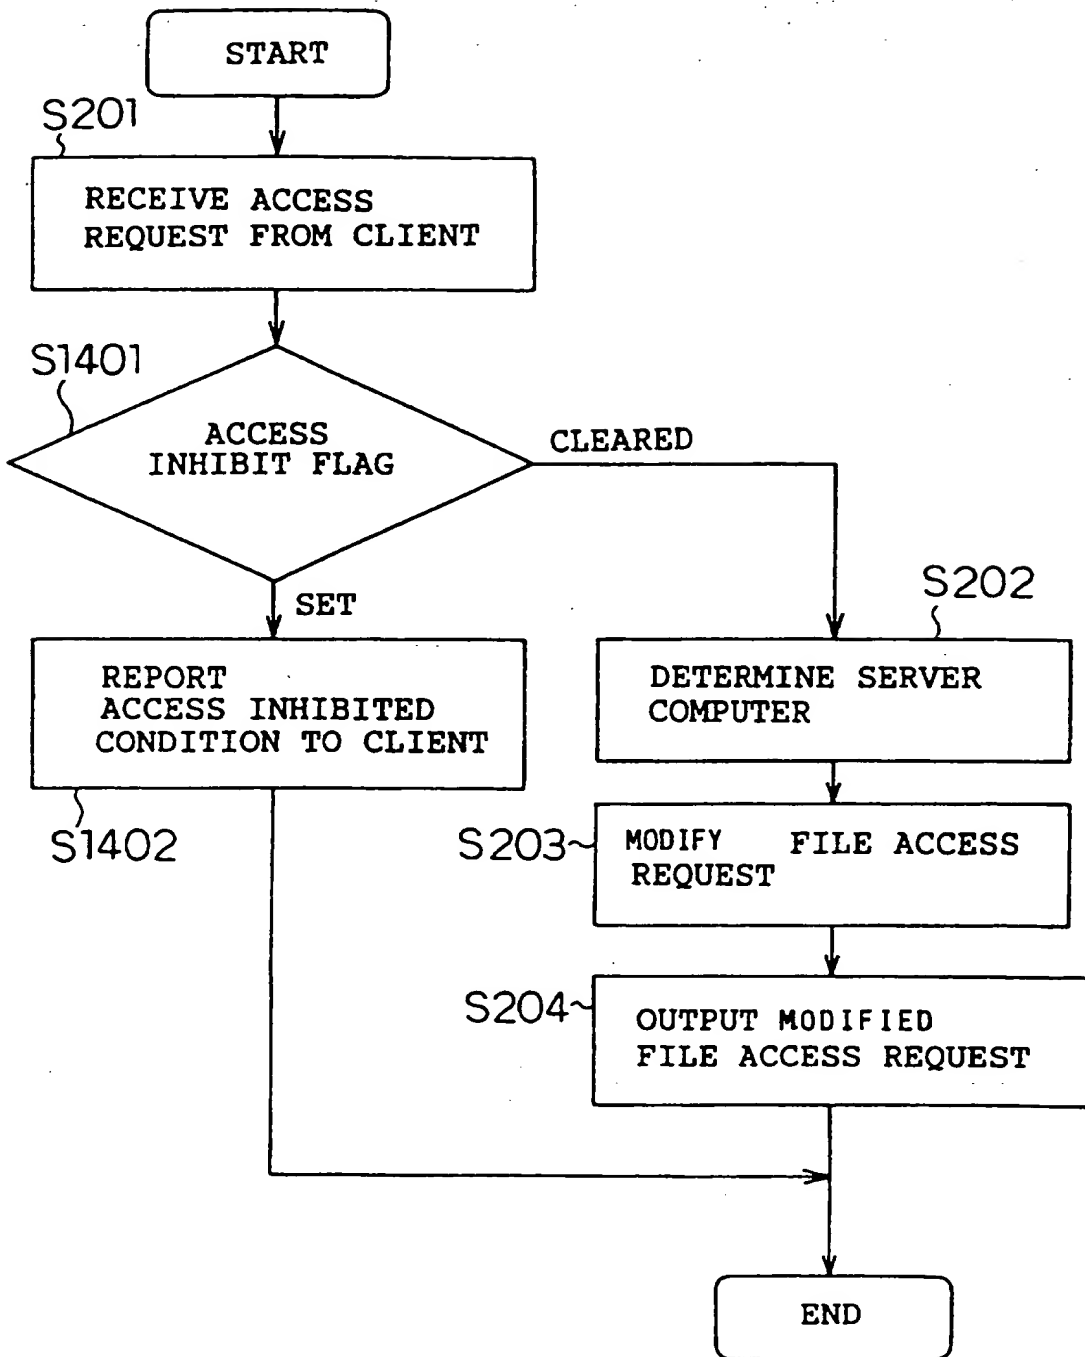 START
S201
RECEIVE ACCESS
REQUEST FROM CLIENT
S1401
ACCESS
INHIBIT FLAG
CLEARED
SET
S202
REPORT
ACCESS INHIBITED
CONDITION TO CLIENT
S1402
DETERMINE SERVER
COMPUTER
S203
MODIFY FILE ACCESS
REQUEST
S204
OUTPUT MODIFIED
FILE ACCESS REQUEST
END